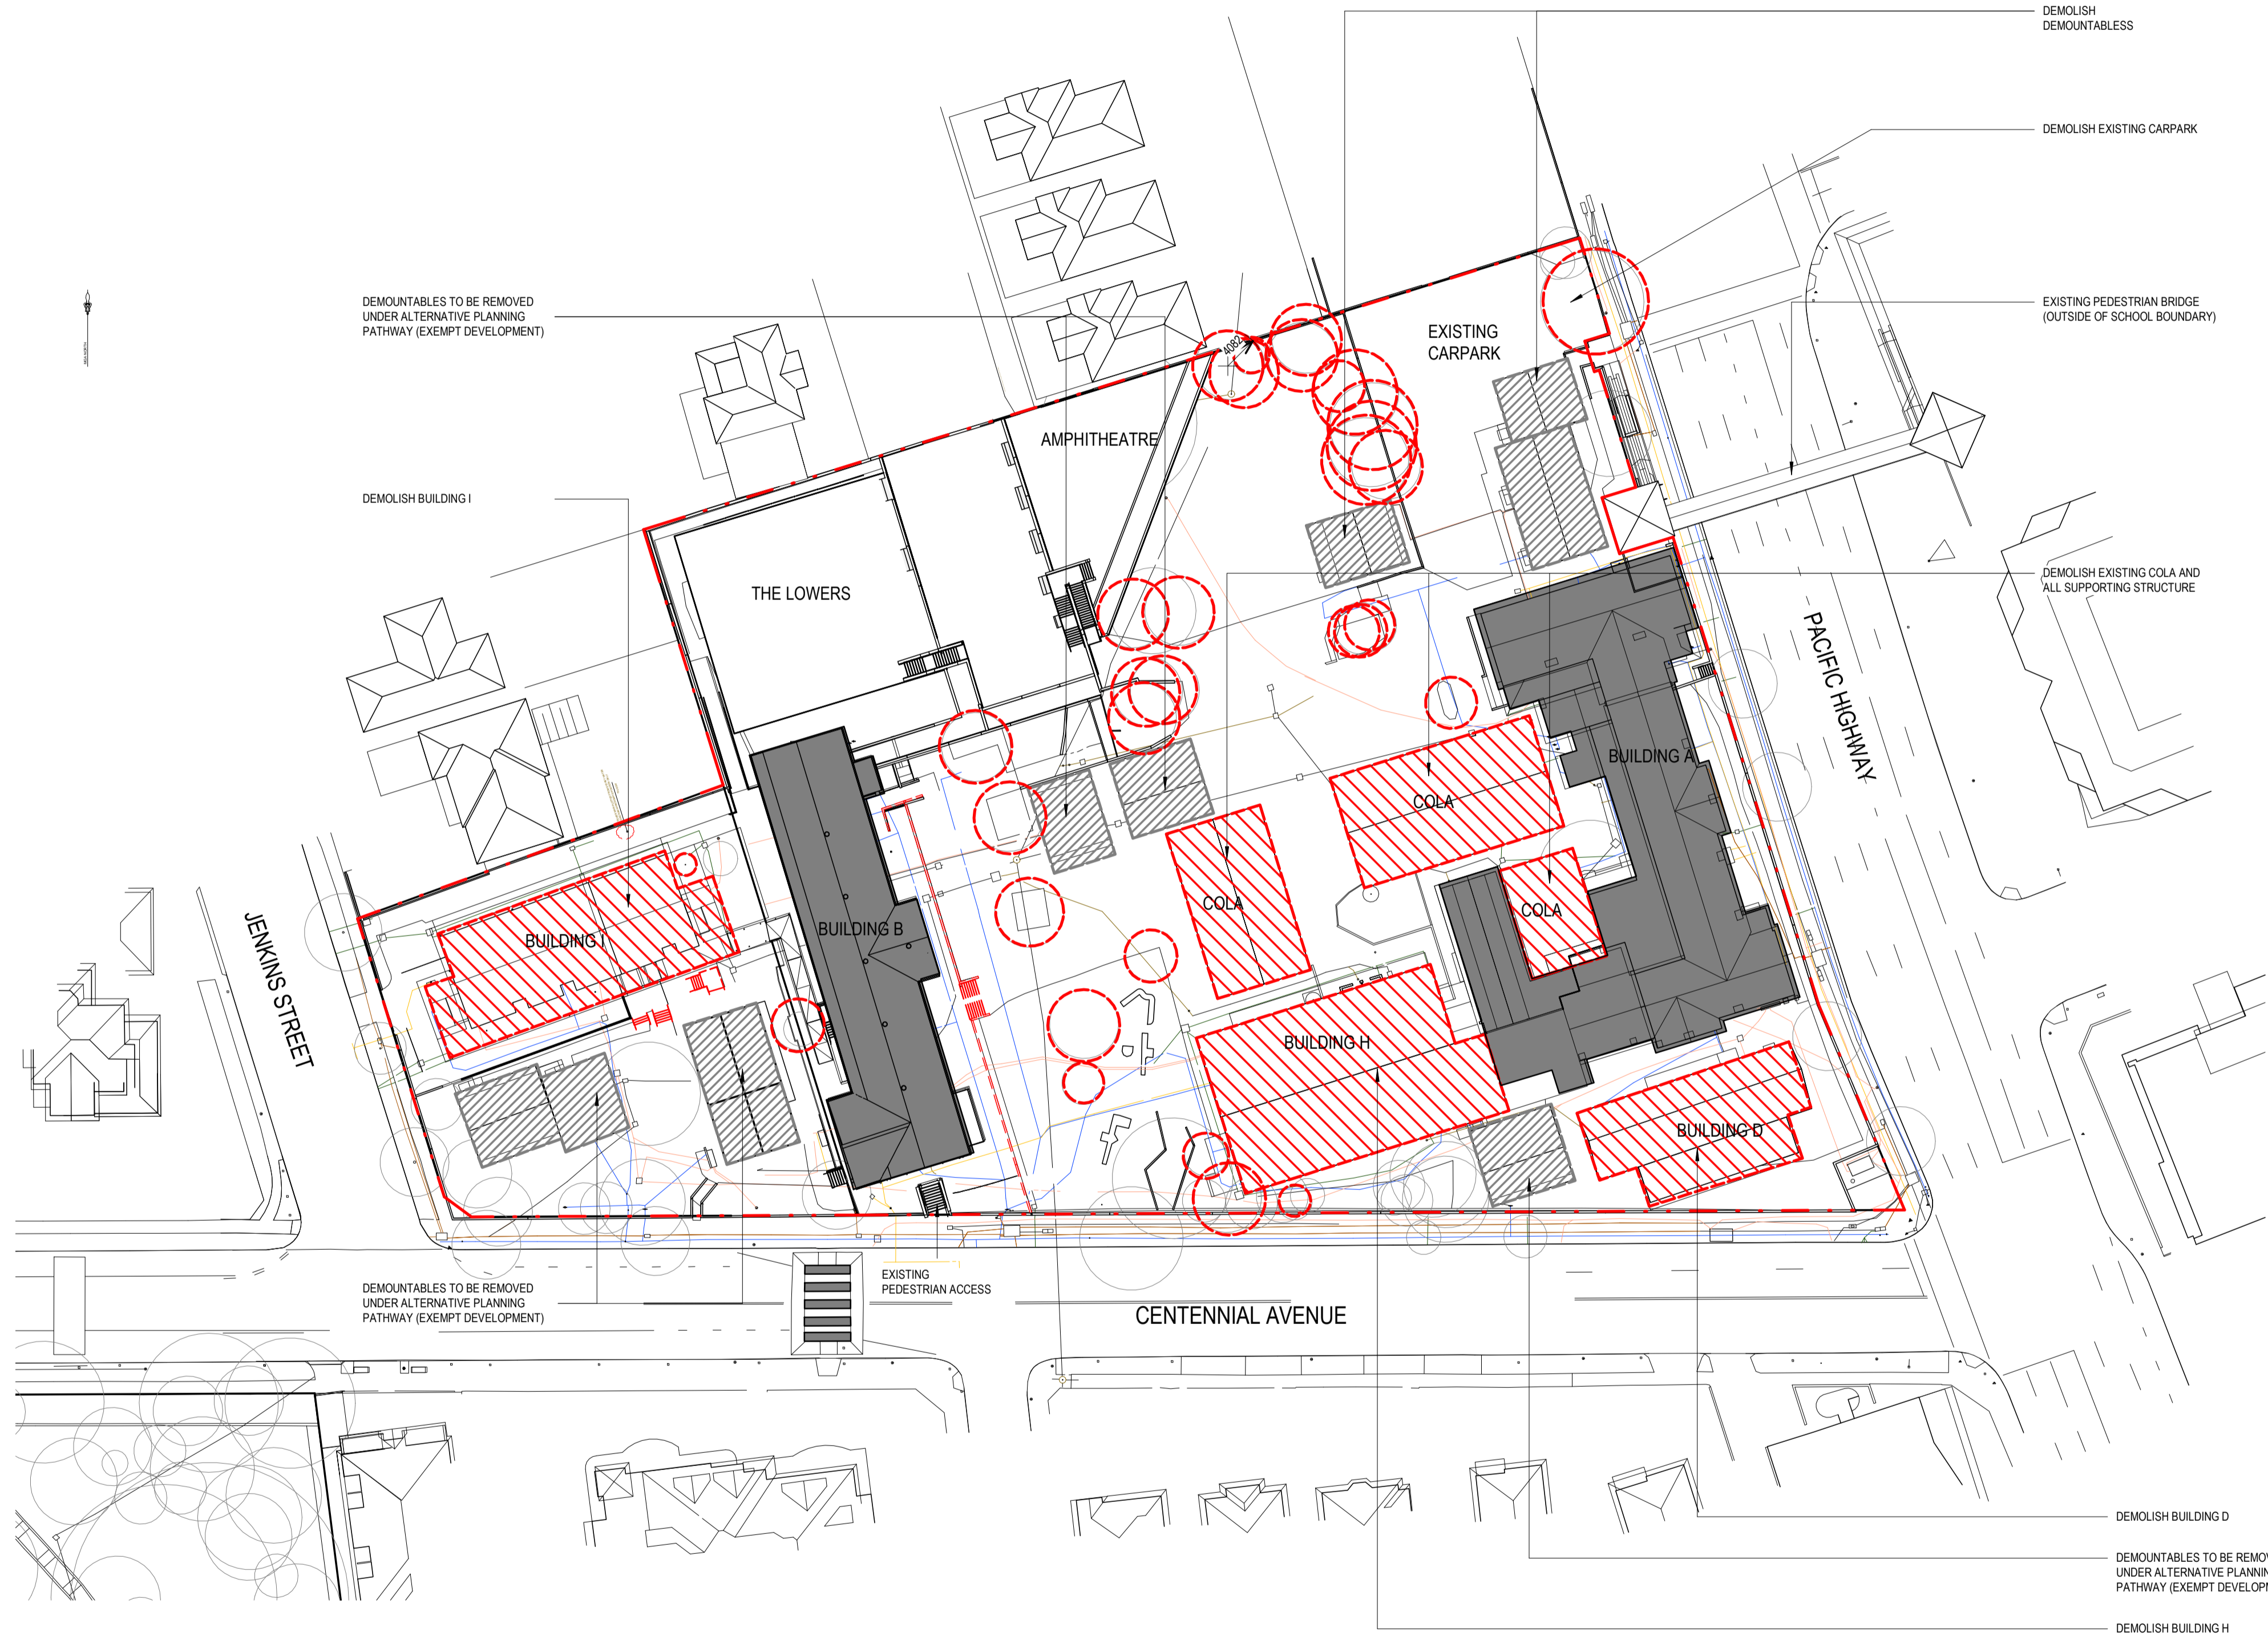 DEMOLISH
DEMOUNTABLESS
DEMOLISH EXISTING CARPARK
DEMOUNTABLES TO BE REMOVED
UNDER ALTERNATIVE PLANNING
PATHWAY (EXEMPT DEVELOPMENT)
EXISTING PEDESTRIAN BRIDGE
(OUTSIDE OF SCHOOL BOUNDARY)
EXISTING
CARPARK
4082
AMPHITHEATRE
DEMOLISH BUILDING I
THE LOWERS
DEMOLISH EXISTING COLA AND
ALL SUPPORTING STRUCTURE
PACIFIC HIGHWAY
BUILDING A
COLA
COLA
COLA
BUILDING B
BUILDING I
JENKINS STREET
BUILDING H
BUILDING D
DEMOUNTABLES TO BE REMOVED
UNDER ALTERNATIVE PLANNING
PATHWAY (EXEMPT DEVELOPMENT)
EXISTING
PEDESTRIAN ACCESS
CENTENNIAL AVENUE
DEMOLISH BUILDING D
DEMOUNTABLES TO BE REMO
UNDER ALTERNATIVE PLANNIN
PATHWAY (EXEMPT DEVELOP
DEMOLISH BUILDING H